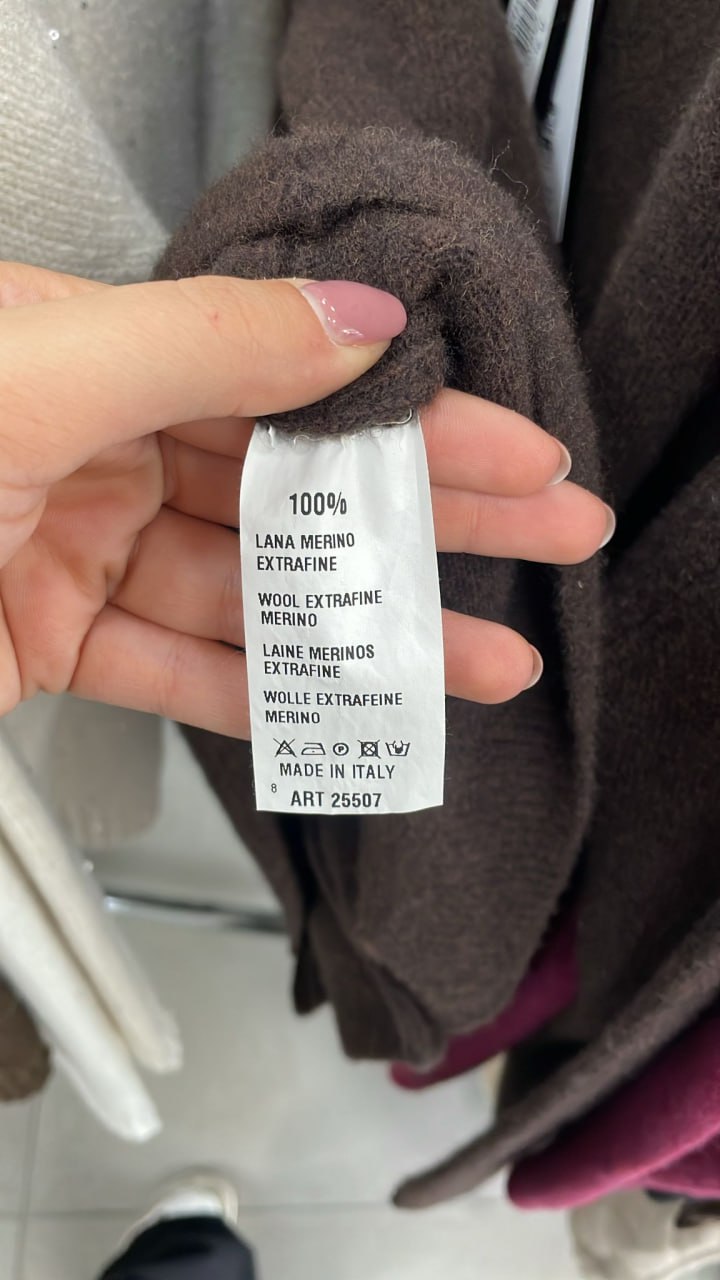 100%
LANA MERINO
EXTRAFINE
WOOL EXTRAFINE
MERINO
LAINE MERINOS
EXTRAFINE
WOLLE EXTRAFEINE
MERINO
MADE IN ITALY
8
ART 25507